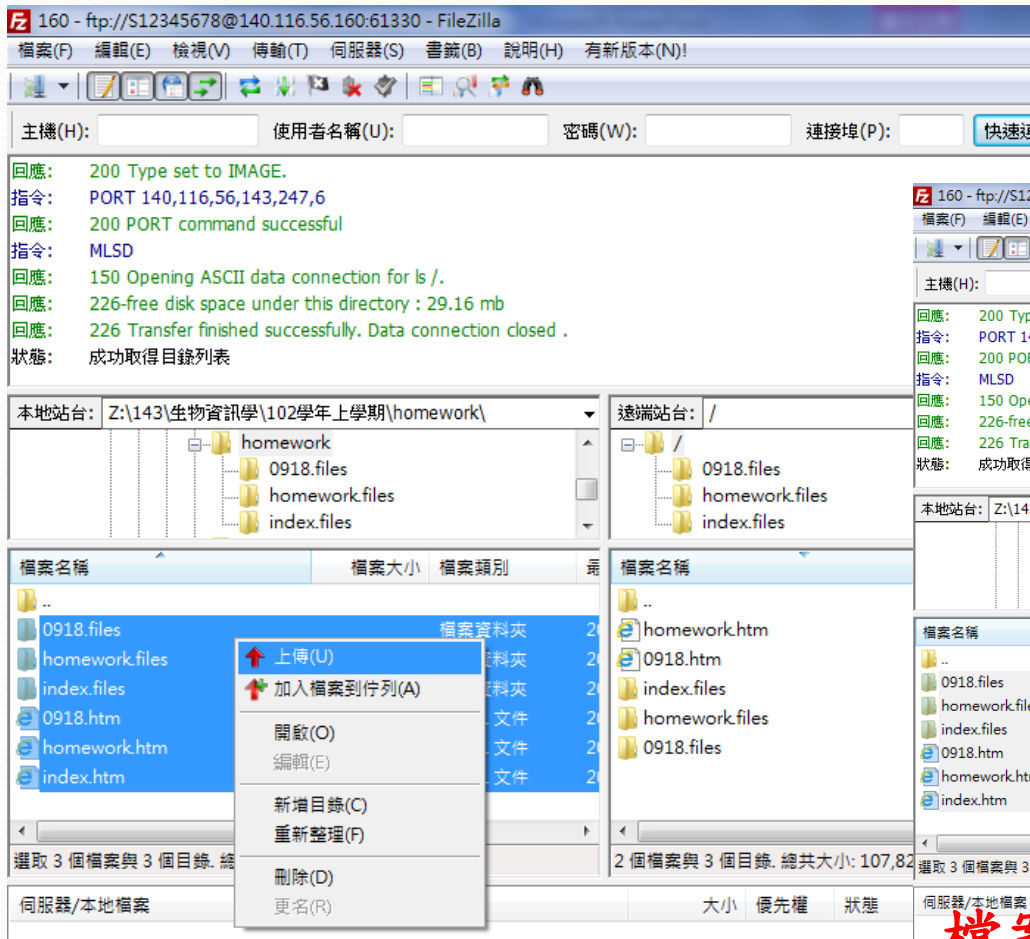 160 - ftp://S12345678@140.116.56.160:61330 - FileZilla
檔案(F) 編輯(E) 檢視(V) 傳輸(T) 伺服器(S) 書籤(B) 說明(H) 有新版本(N)!
主機(H): 使用者名稱(U): 密碼(W): 連接埠(P): 快速連
回應: 200 Type set to IMAGE.
指令: PORT 140,116,56,143,247,6
回應: 200 PORT command successful
指令: MLSD
回應: 150 Opening ASCII data connection for ls /.
回應: 226-free disk space under this directory : 29.16 mb
回應: 226 Transfer finished successfully. Data connection closed .
狀態: 成功取得目錄列表
本地站台: Z:\143\生物資訊學\102學年上學期\homework\
homework
0918.files
homework.files
index.files
遠端站台: /
/
0918.files
homework.files
index.files
檔案名稱 檔案大小 檔案類別 最
..
0918.files 檔案資料夾 20
homework.files 資料夾 20
index.files 資料夾 20
0918.htm 文件 20
homework.htm 文件 20
index.htm 文件 20
選取 3 個檔案與 3 個目錄. 總
上傳(U)
加入檔案到佇列(A)
開啟(O)
編輯(E)
新增目錄(C)
重新整理(F)
刪除(D)
更名(R)
檔案名稱
..
homework.htm
0918.htm
index.files
homework.files
0918.files
2 個檔案與 3 個目錄. 總共大小: 107,82
伺服器/本地檔案 大小 優先權 狀態
160 - ftp://S12
檔案(F) 編輯(E)
主機(H):
回應: 200 Typ
指令: PORT 14
回應: 200 POR
指令: MLSD
回應: 150 Ope
回應: 226-free
回應: 226 Tra
狀態: 成功取得
本地站台: Z:\143
檔案名稱
..
0918.files
homework.file
index.files
0918.htm
homework.htm
index.htm
選取 3 個檔案與 3
伺服器/本地檔案
檔案